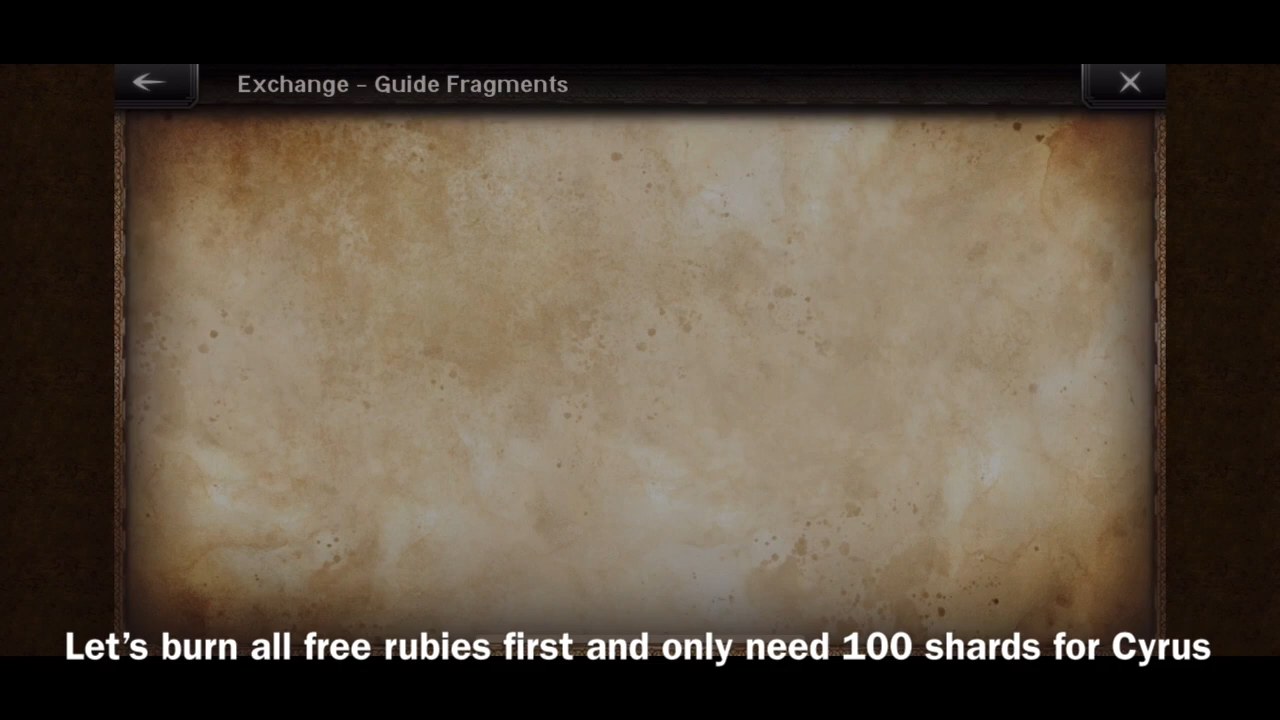 Exchange – Guide Fragments
Let’s burn all free rubies first and only need 100 shards for Cyrus